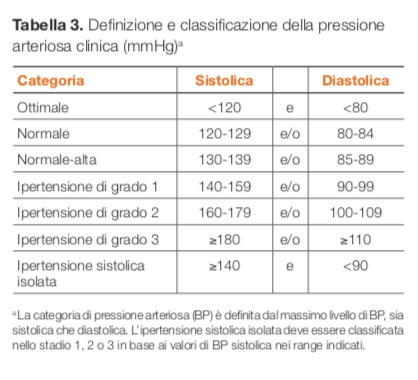 Tabella 3. Definizione e classificazione della pressione
arteriosa clinica (mmHg)ª
Categoria Sistolica Diastolica
Ottimale <120 e <80
Normale 120-129 e/o 80-84
Normale-alta 130-139 e/o 85-89
Ipertensione di grado 1 140-159 e/o 90-99
Ipertensione di grado 2 160-179 e/o 100-109
Ipertensione di grado 3 ≥180 e/o ≥110
Ipertensione sistolica
isolata ≥140 e <90
ªLa categoria di pressione arteriosa (BP) è definita dal massimo livello di BP, sia
sistolica che diastolica. L'ipertensione sistolica isolata deve essere classificata
nello stadio 1, 2 o 3 in base ai valori di BP sistolica nei range indicati.